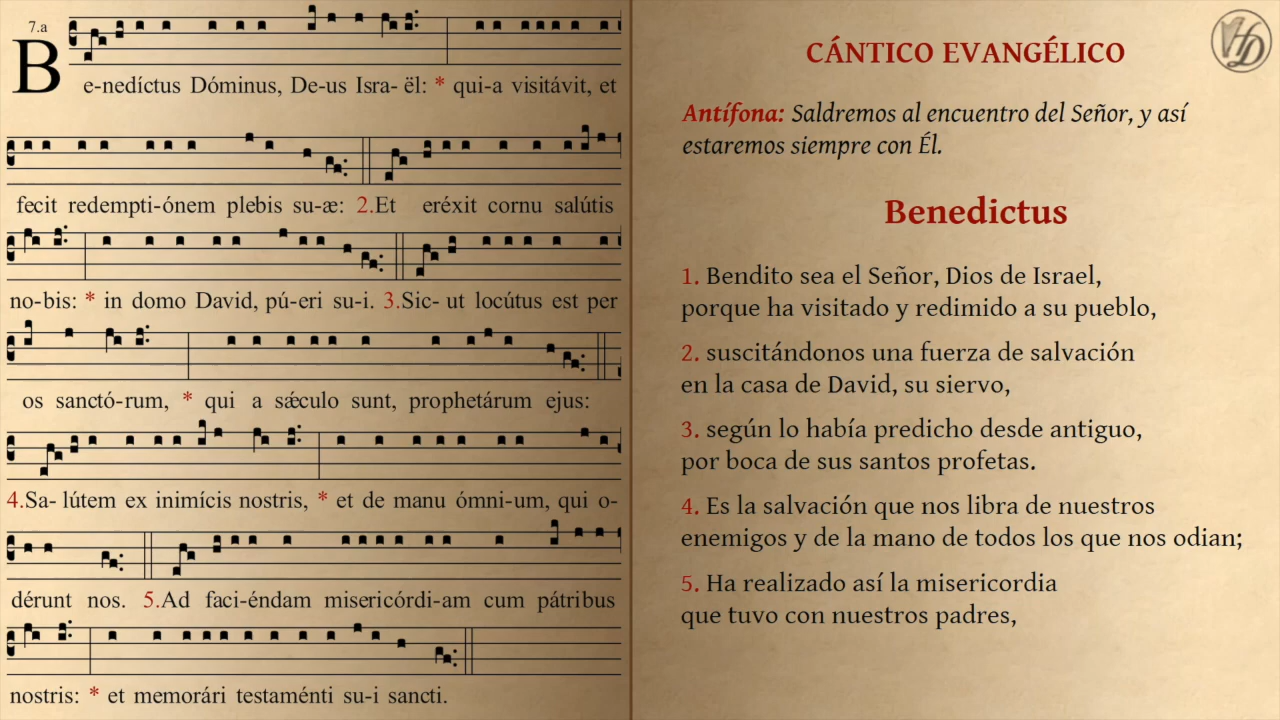 7.a
Be-nedíctus Dóminus, De-us Isra- ël: * qui-a visitávit, et
fecit redempti-ónem plebis su-æ: 2.Et eréxit cornu salútis
no-bis: * in domo David, pú-eri su-i. 3.Sic- ut locútus est per
os sanctó-rum, * qui a sǽculo sunt, prophetárum ejus:
4.Sa- lútem ex inimícis nostris, * et de manu ómni-um, qui o-
dérunt nos. 5.Ad faci-éndam misericórdi-am cum pátribus
nostris: * et memorári testaménti su-i sancti.
CÁNTICO EVANGÉLICO
Antífona: Saldremos al encuentro del Señor, y así
estaremos siempre con Él.
Benedictus
1. Bendito sea el Señor, Dios de Israel,
porque ha visitado y redimido a su pueblo,
2. suscitándonos una fuerza de salvación
en la casa de David, su siervo,
3. según lo había predicho desde antiguo,
por boca de sus santos profetas.
4. Es la salvación que nos libra de nuestros
enemigos y de la mano de todos los que nos odian;
5. Ha realizado así la misericordia
que tuvo con nuestros padres,